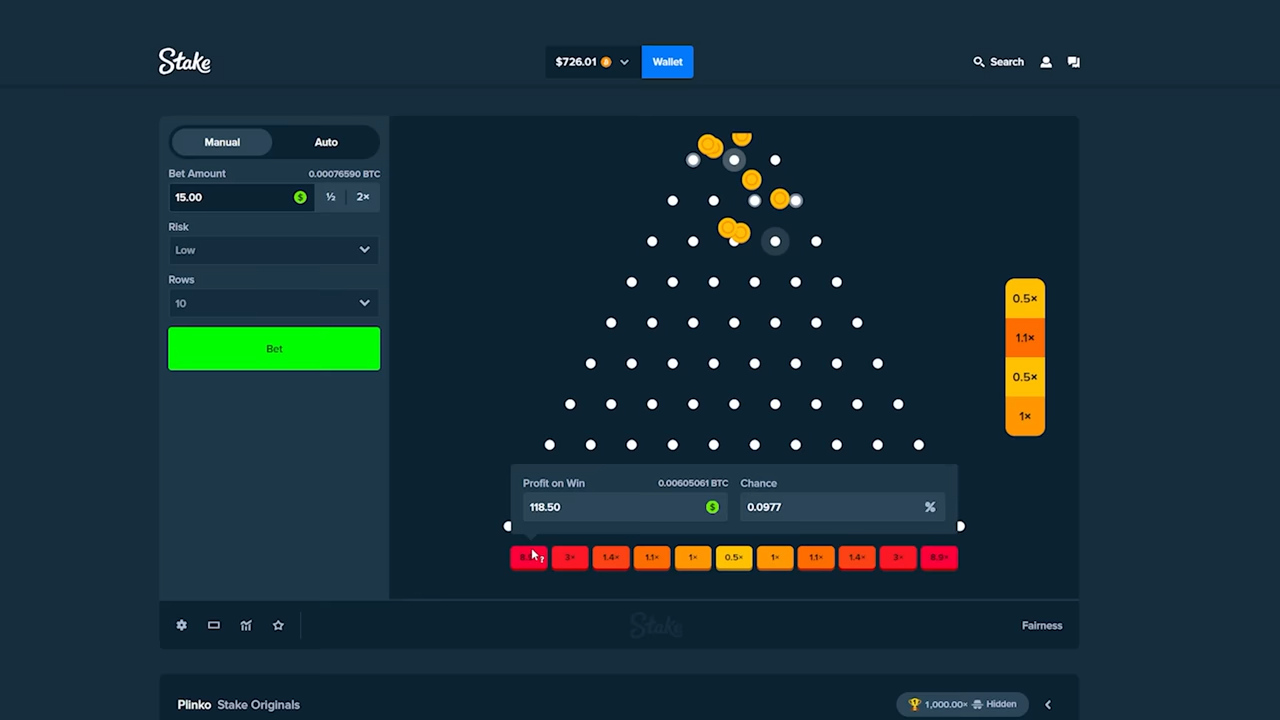 Stake
$726.01
Wallet
Search
Manual
Auto
Bet Amount
0.00076590 BTC
15.00
$
½
2×
Risk
Low
Rows
10
Bet
0.5×
1.1×
0.5×
1×
Profit on Win
0.00605061 BTC
118.50
$
Chance
0.0977
%
3×
1.4×
1.1×
1×
0.5×
1×
1.1×
1.4×
3×
8.9×
Stake
Fairness
Plinko Stake Originals
1,000.00×
Hidden